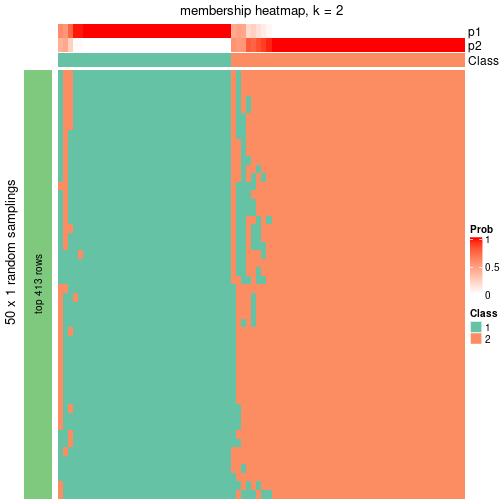 membership heatmap, k = 2
p1
p2
Class
50 x 1 random samplings
top 413 rows
Prob
1
0.5
0
Class
1
2